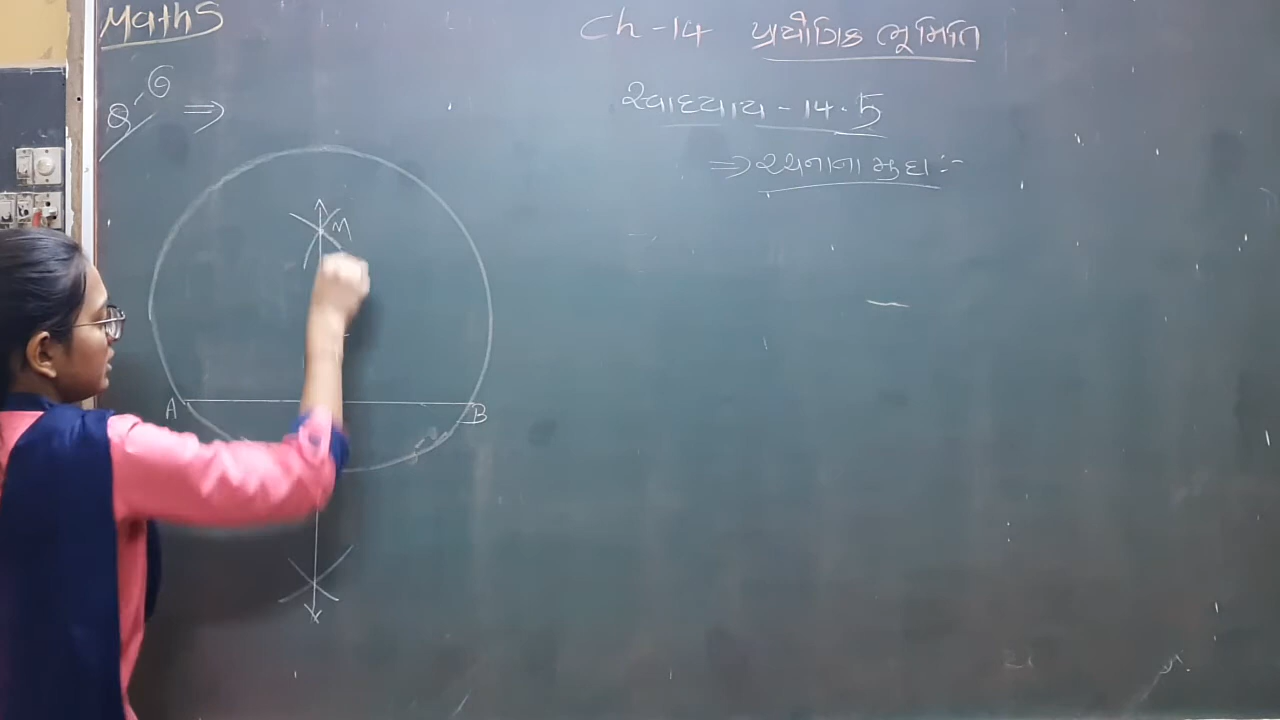 Maths
Ch - 14 પ્રાયોગિક ભૂમિતિ
સ્વાધ્યાય - 14.5
Q-6 ⇒
⇒ રચનાના મુદ્દા :-
M
A
B